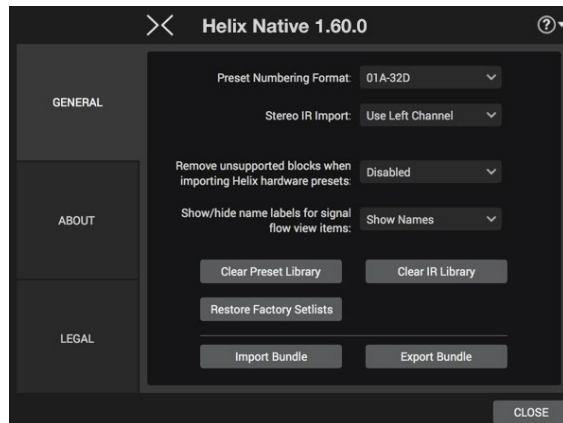 Helix Native 1.60.0
GENERAL
ABOUT
LEGAL
Preset Numbering Format: 01A-32D
Stereo IR Import: Use Left Channel
Remove unsupported blocks when
importing Helix hardware presets: Disabled
Show/hide name labels for signal
flow view items: Show Names
Clear Preset Library Clear IR Library
Restore Factory Setlists
Import Bundle Export Bundle
CLOSE